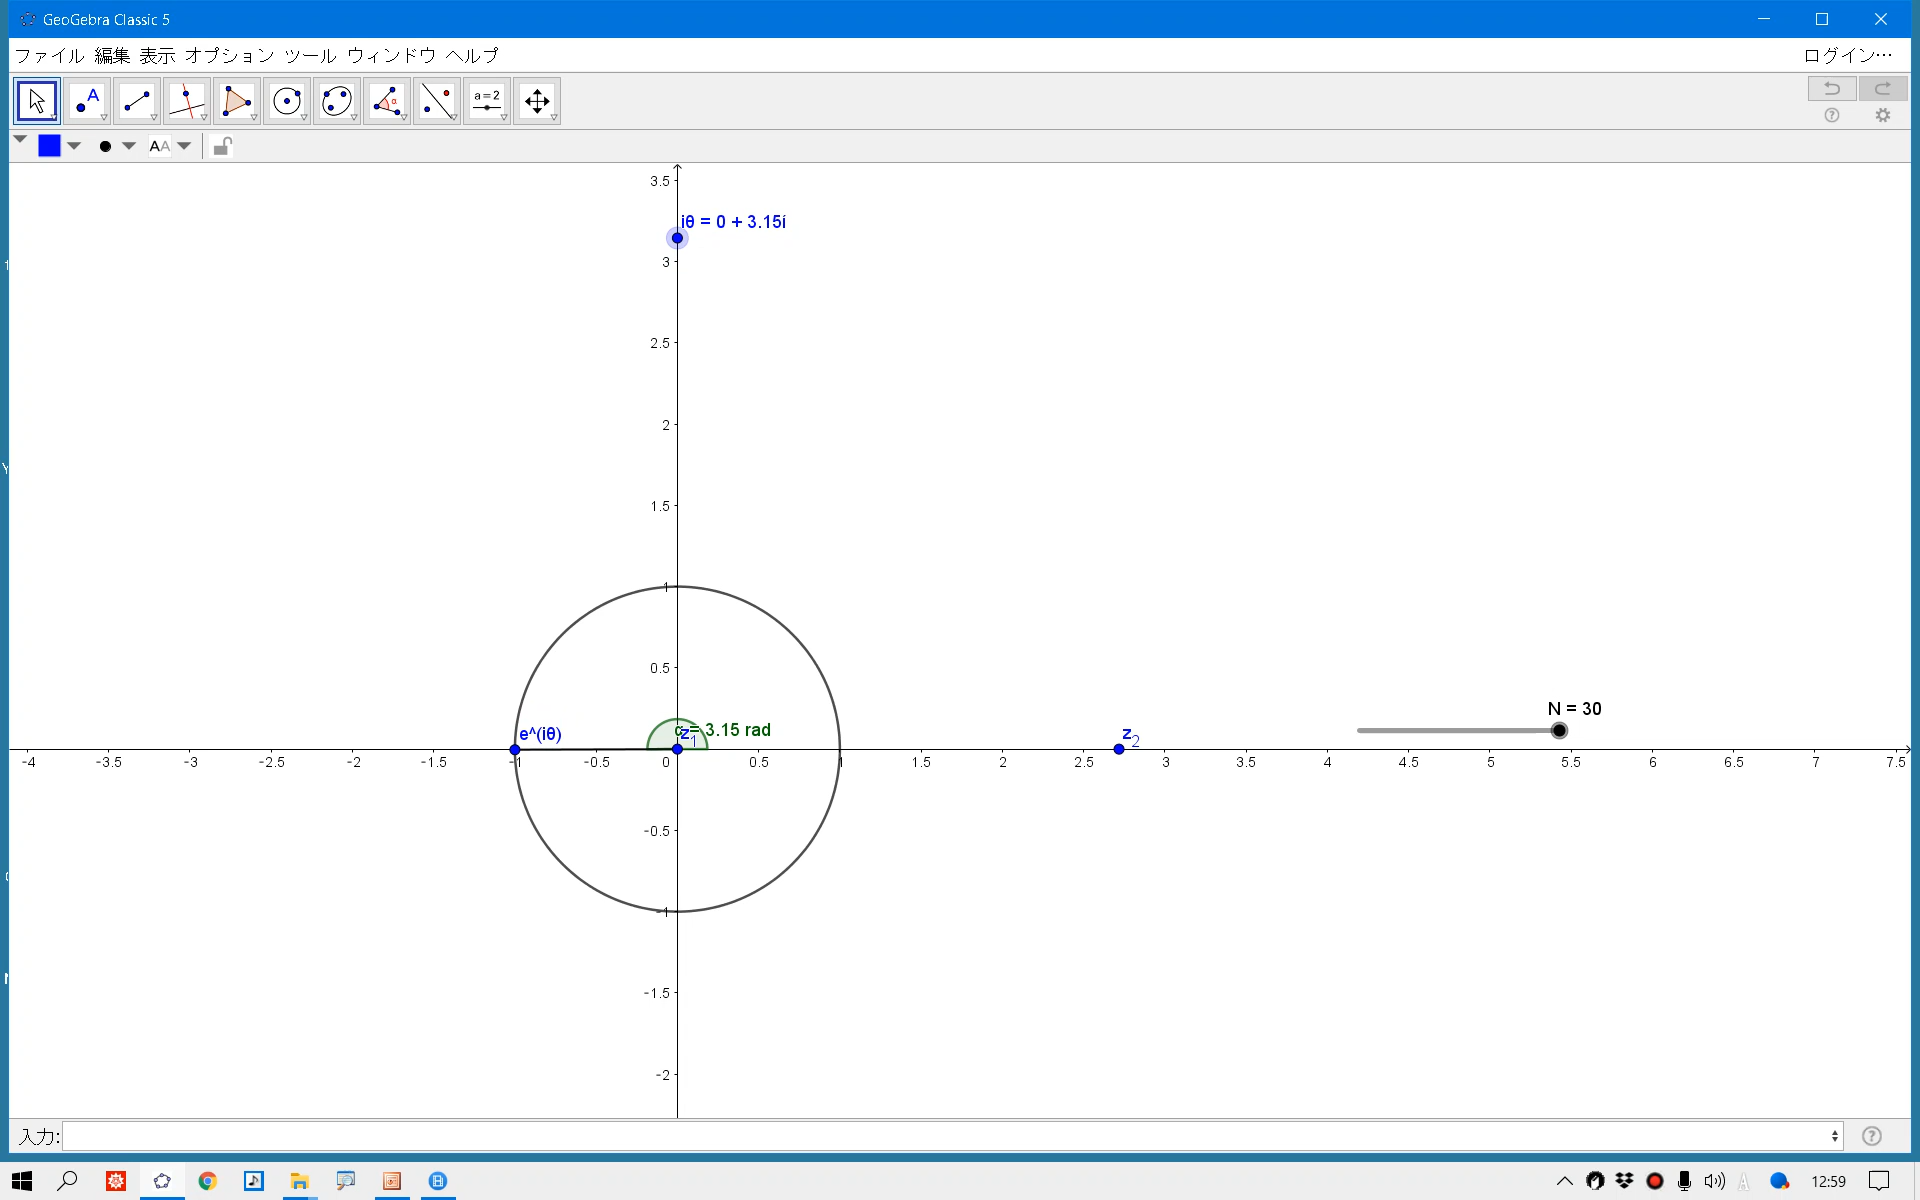 GeoGebra Classic 5
ファイル 編集 表示 オプション ツール ウィンドウ ヘルプ
ログイン…
A
α
a=2
AA
3.5
iθ = 0 + 3.15í
3
2.5
2
1.5
1
0.5
N = 30
e^(iθ)
α = 3.15 rad
z1
z2
-4 -3.5 -3 -2.5 -2 -1.5 -1 -0.5 0 0.5 1 1.5 2 2.5 3 3.5 4 4.5 5 5.5 6 6.5 7 7.5
-0.5
-1
-1.5
-2
入力:
12:59